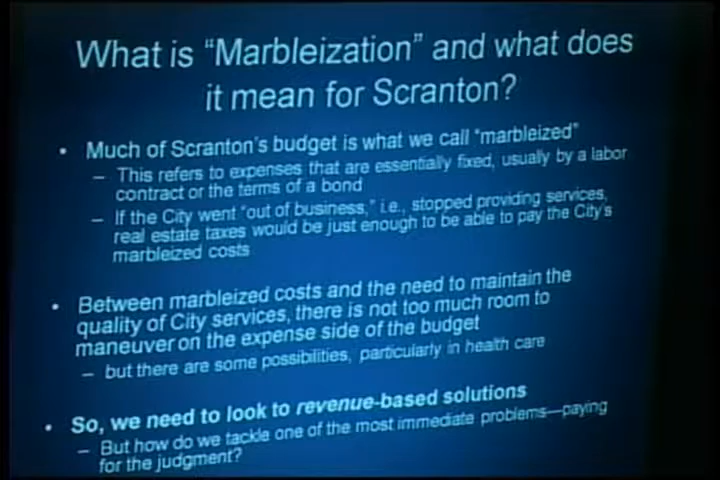 What is “Marbleization” and what does
it mean for Scranton?
• Much of Scranton's budget is what we call “marbleized”
– This refers to expenses that are essentially fixed, usually by a labor
contract or the terms of a bond
– If the City went “out of business,” i.e., stopped providing services,
real estate taxes would be just enough to be able to pay the City's
marbleized costs
• Between marbleized costs and the need to maintain the
quality of City services, there is not too much room to
maneuver on the expense side of the budget
– but there are some possibilities, particularly in health care
• So, we need to look to revenue-based solutions
– But how do we tackle one of the most immediate problems—paying
for the judgment?